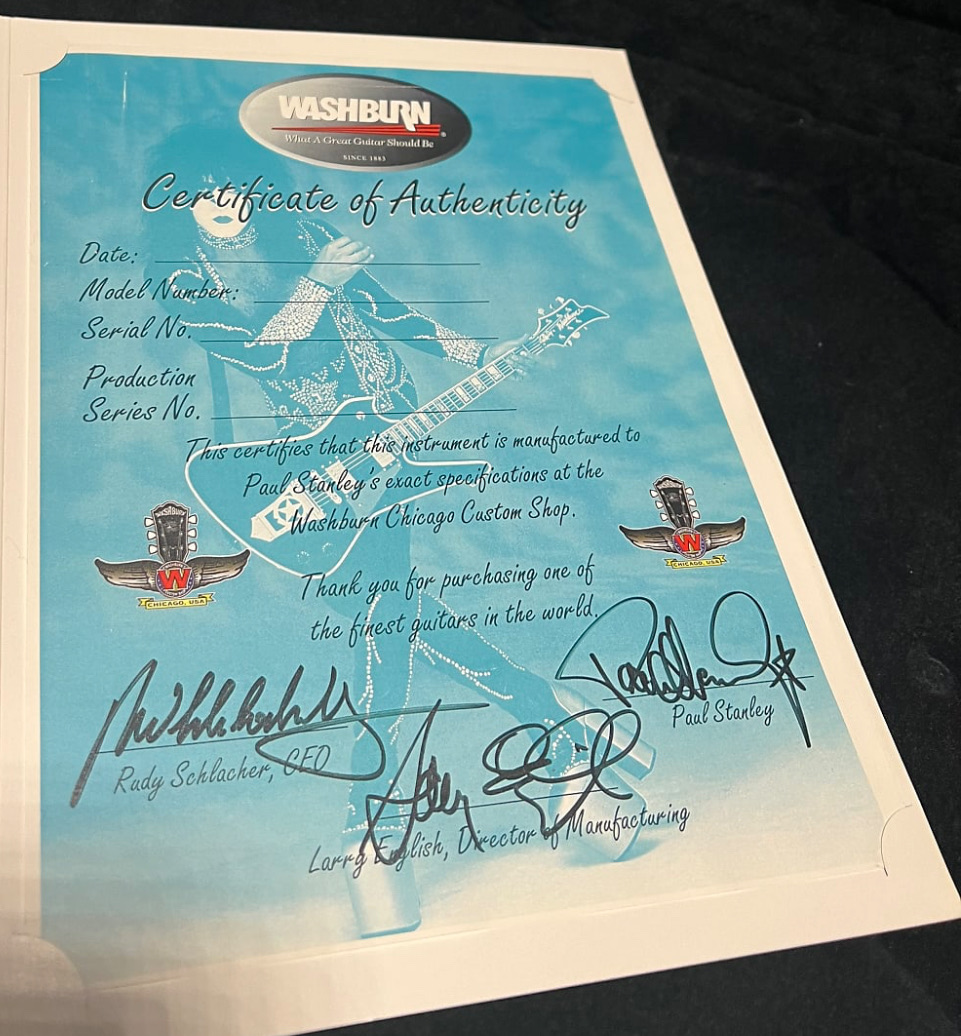 WASHBURN
What A Great Guitar Should Be
SINCE 1883
Certificate of Authenticity
Date:
Model Number:
Serial No.
Production
Series No.
This certifies that this instrument is manufactured to
Paul Stanley's exact specifications at the
Washburn Chicago Custom Shop.
WASHBURN
W
CHICAGO, USA
W
CHICAGO, USA
Thank you for purchasing one of
the finest guitars in the world.
Paul Stanley
Rudy Schlacher, CEO
Larry English, Director of Manufacturing